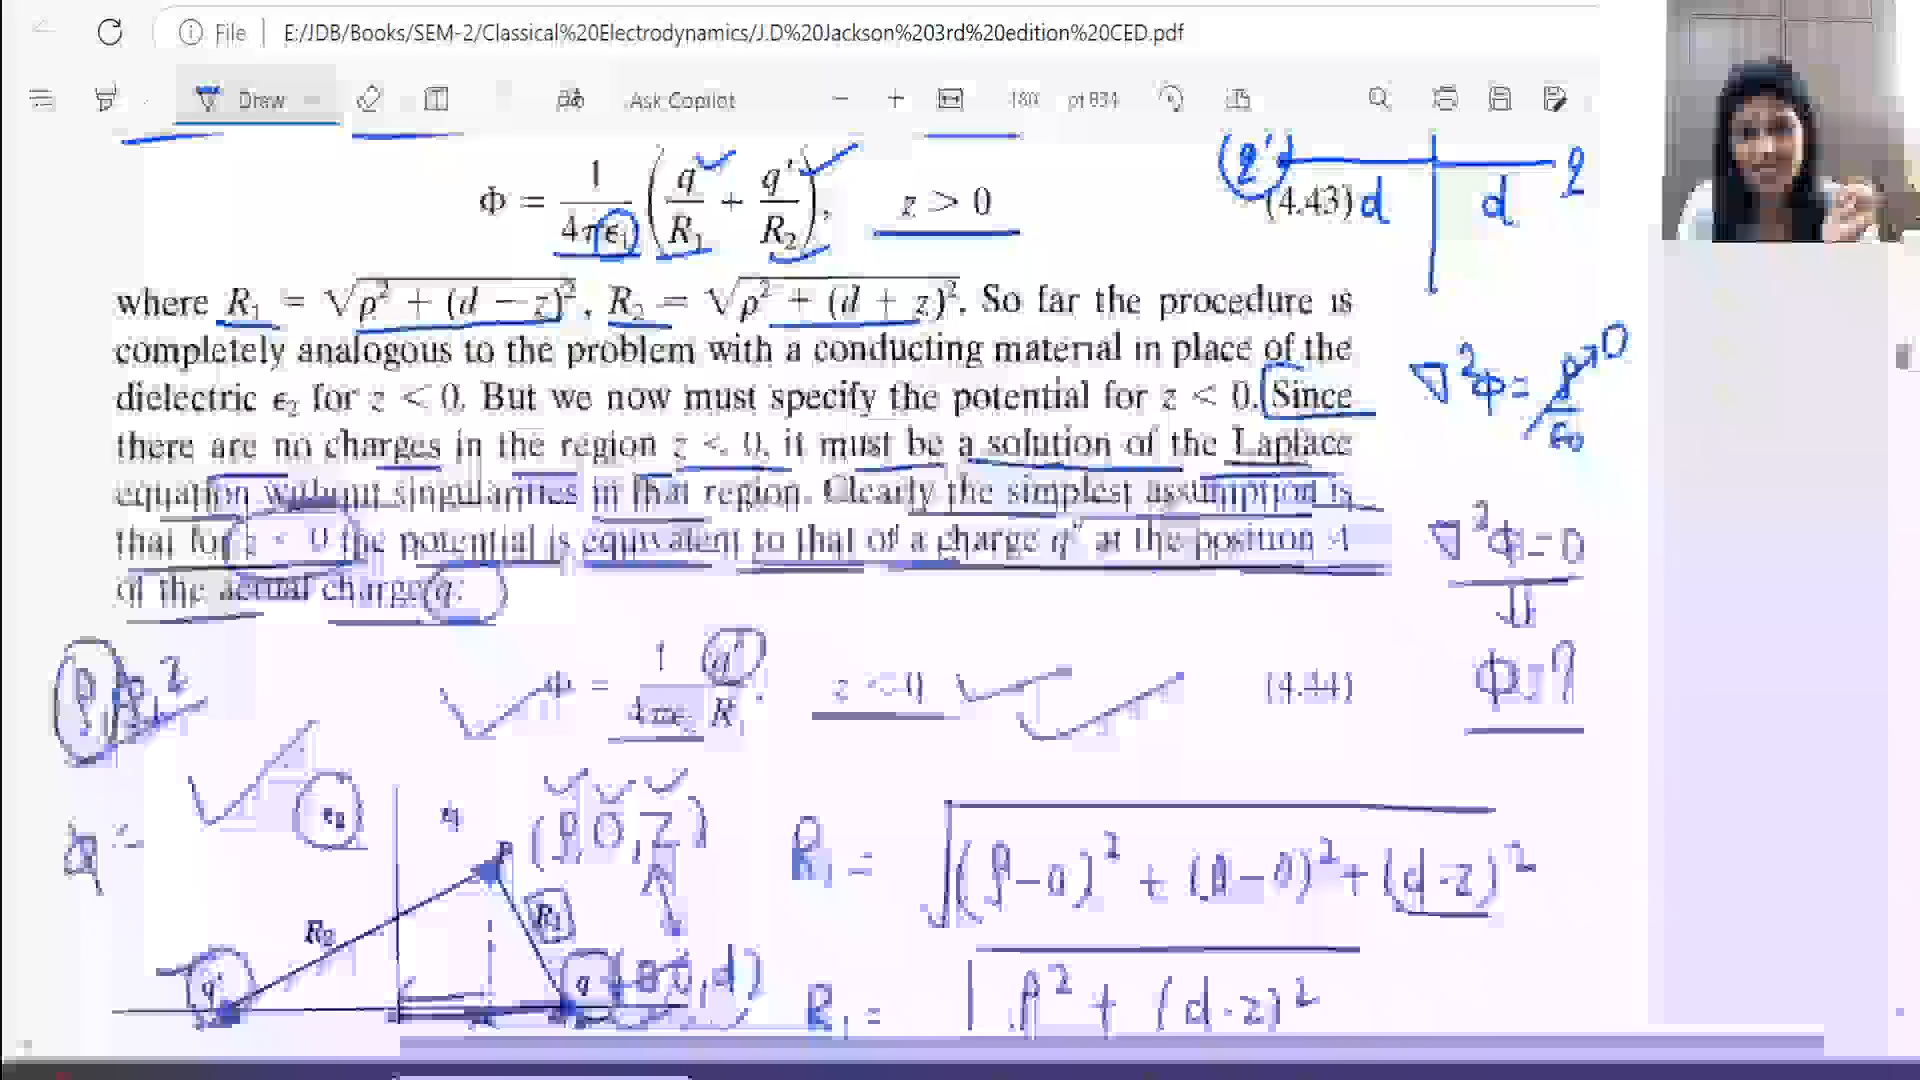 File | E:/JDB/Books/SEM-2/Classical%20Electrodynamics/J.D%20Jackson%203rd%20edition%20CED.pdf
Draw Ask Copilot 180
Φ = 1/4πϵ₁ (q/R₁ + q'/R₂), z > 0 (4.43)
q' d d q
where R₁ = √ρ² + (d − z)², R₂ = √ρ² + (d + z)². So far the procedure is
completely analogous to the problem with a conducting material in place of the
dielectric ϵ₂ for z < 0. But we now must specify the potential for z < 0. Since
∇²Φ = ρ/ϵ₀ → 0
there are no charges in the region z < 0, it must be a solution of the Laplace
equation without singularities in that region. Clearly the simplest assumption is
that for z < 0 the potential is equivalent to that of a charge q" at the position A
∇²Φ = 0
of the actual charge q:
Φ = 1/4πϵ₂ q"/R₁, z < 0 (4.44)
Φ = ?
ϵ₂ ϵ₁ P (ρ, 0, z)
R₁ = √(ρ-0)² + (0-0)² + (d-z)²
R₂ R₁
q' q
R₁ = √ρ² + (d-z)²